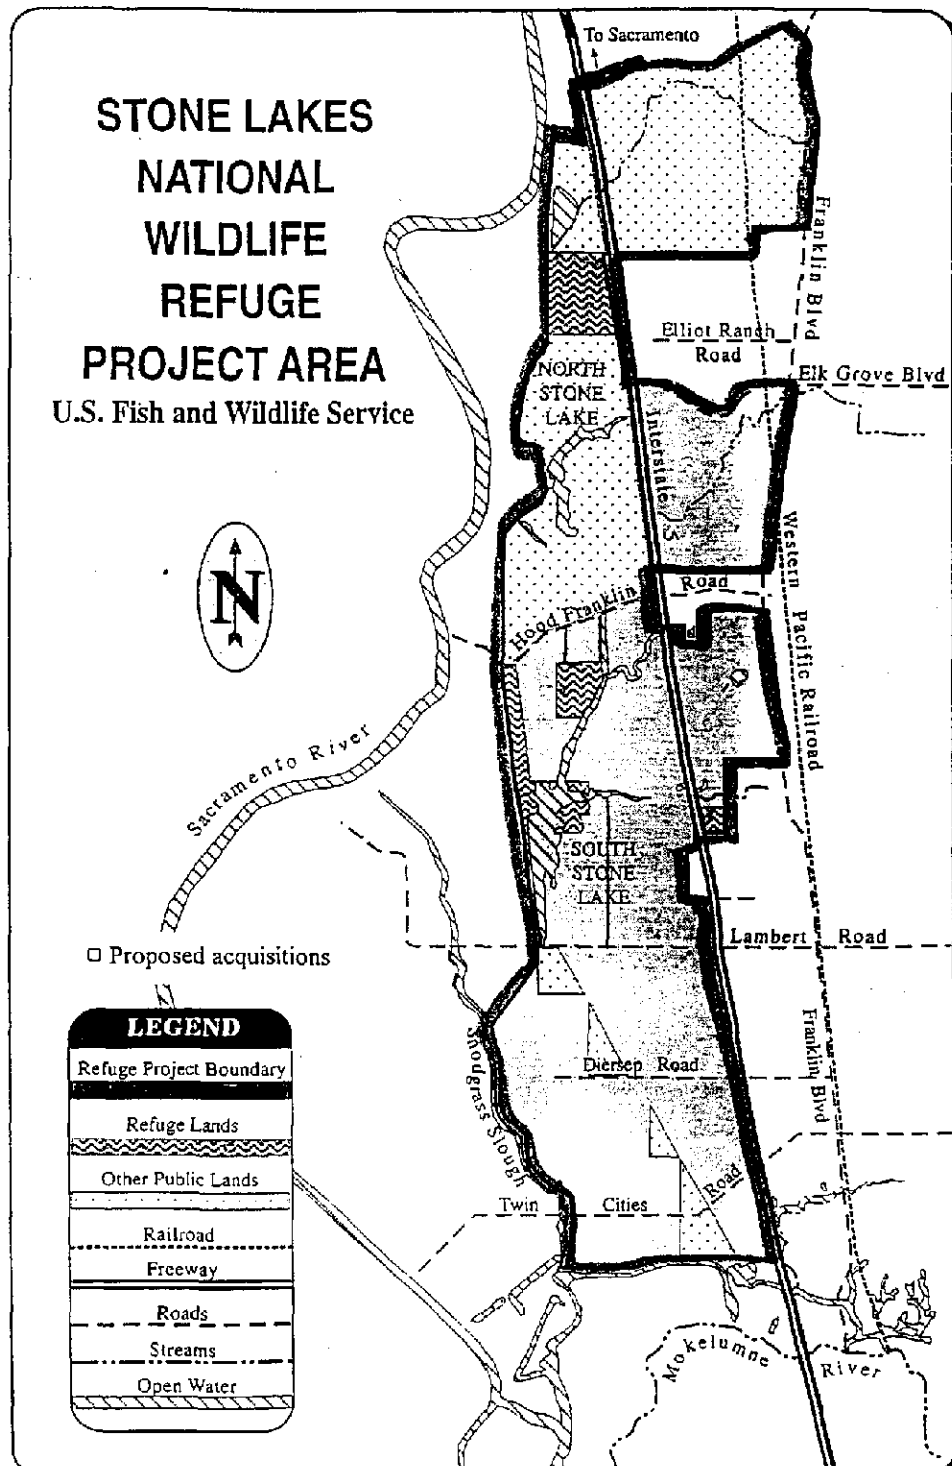 To Sacramento
STONE LAKES
NATIONAL
WILDLIFE
REFUGE
PROJECT AREA
U.S. Fish and Wildlife Service
N
Franklin Blvd
Elliot Ranch
Road
Elk Grove Blvd
NORTH
STONE
LAKE
Interstate 5
Western Pacific Railroad
Hood Franklin Road
Sacramento River
SOUTH
STONE
LAKE
Lambert Road
□ Proposed acquisitions
Snodgrass Slough
Diersep Road
Franklin Blvd
Twin Cities Road
Mokelumne River
LEGEND
Refuge Project Boundary
Refuge Lands
Other Public Lands
Railroad
Freeway
Roads
Streams
Open Water